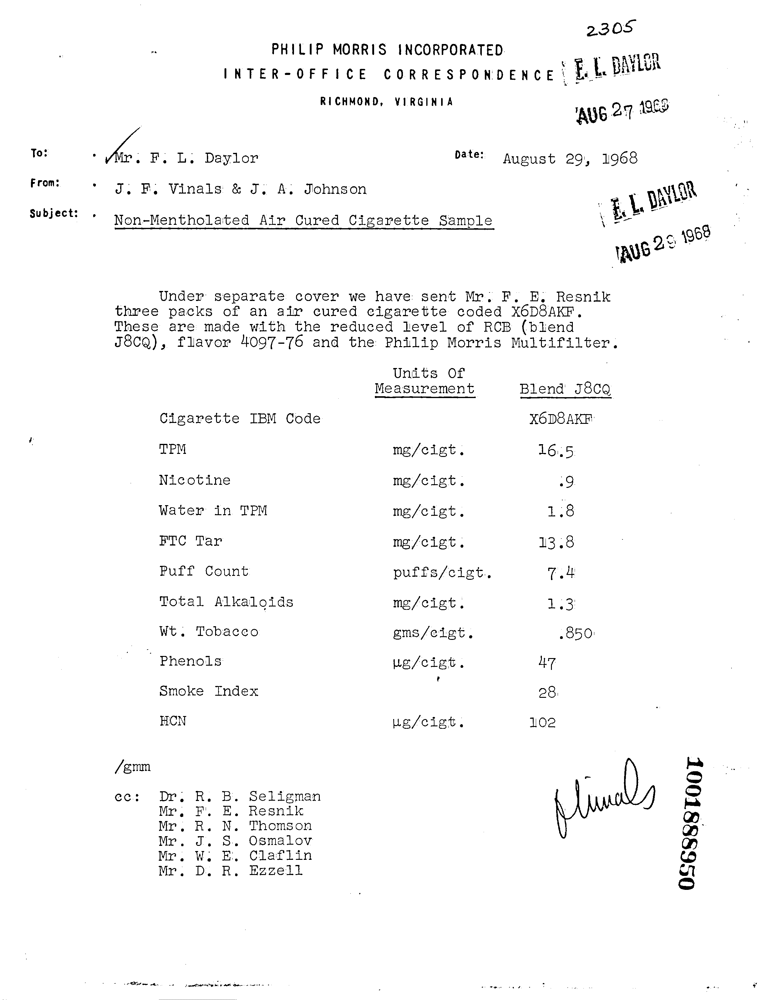 2305
PHILIP MORRIS INCORPORATED
INTER-OFFICE CORRESPONDENCE
RICHMOND, VIRGINIA
E. L. DAYLOR
AUG 27 1968
To: Mr. F. L. Daylor Date: August 29, 1968
From: J. F. Vinals & J. A. Johnson
Subject: Non-Mentholated Air Cured Cigarette Sample
E. L. DAYLOR
AUG 29 1968
Under separate cover we have sent Mr. F. E. Resnik
three packs of an air cured cigarette coded X6D8AKF.
These are made with the reduced level of RCB (blend
J8CQ), flavor 4097-76 and the Philip Morris Multifilter.
Units Of
Measurement Blend J8CQ
Cigarette IBM Code X6D8AKF
TPM mg/cigt. 16.5
Nicotine mg/cigt. .9
Water in TPM mg/cigt. 1.8
FTC Tar mg/cigt. 13.8
Puff Count puffs/cigt. 7.4
Total Alkaloids mg/cigt. 1.3
Wt. Tobacco gms/cigt. .850
Phenols µg/cigt. 47
Smoke Index 28
HCN µg/cigt. 102
/gmm
cc: Dr. R. B. Seligman
Mr. F. E. Resnik
Mr. R. N. Thomson
Mr. J. S. Osmalov
Mr. W. E. Claflin
Mr. D. R. Ezzell
1001888950